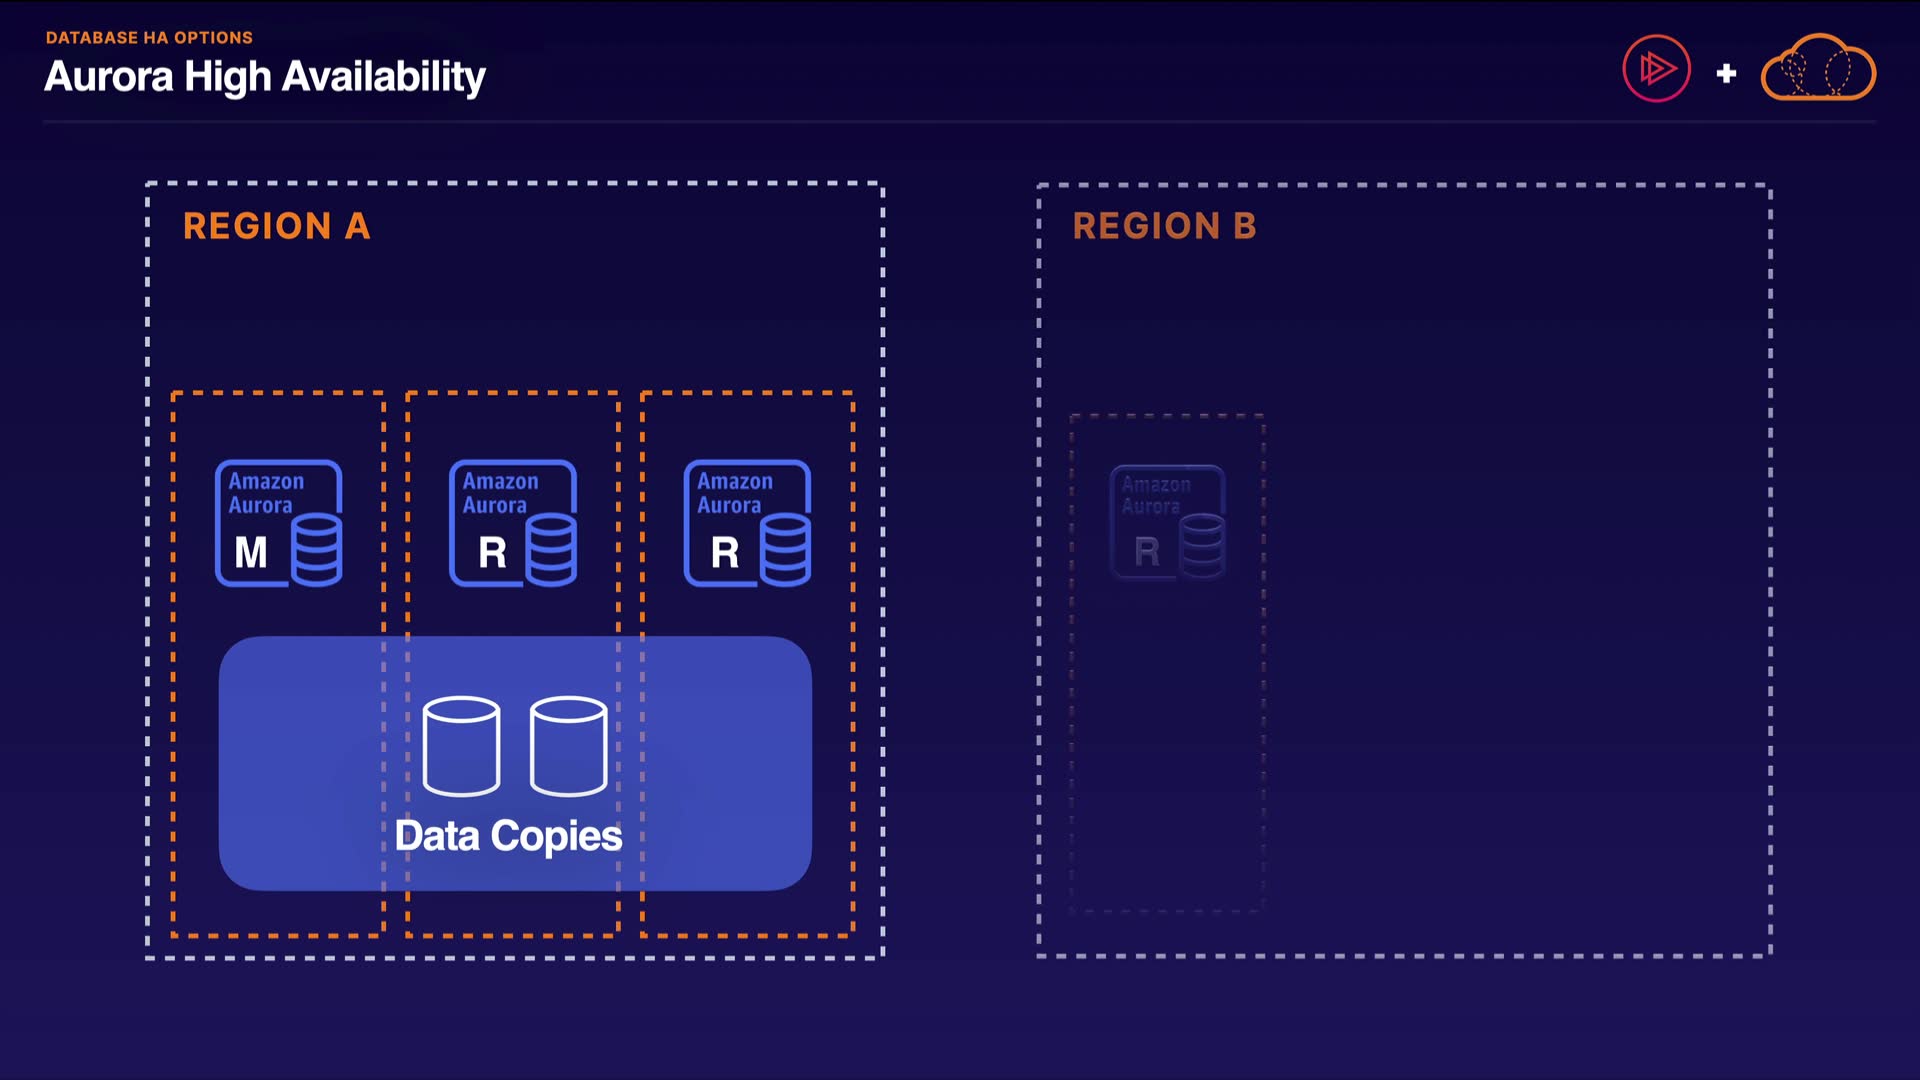 DATABASE HA OPTIONS
Aurora High Availability
+
REGION A
REGION B
Amazon
Aurora
M
Amazon
Aurora
R
Amazon
Aurora
R
Amazon
Aurora
R
Data Copies